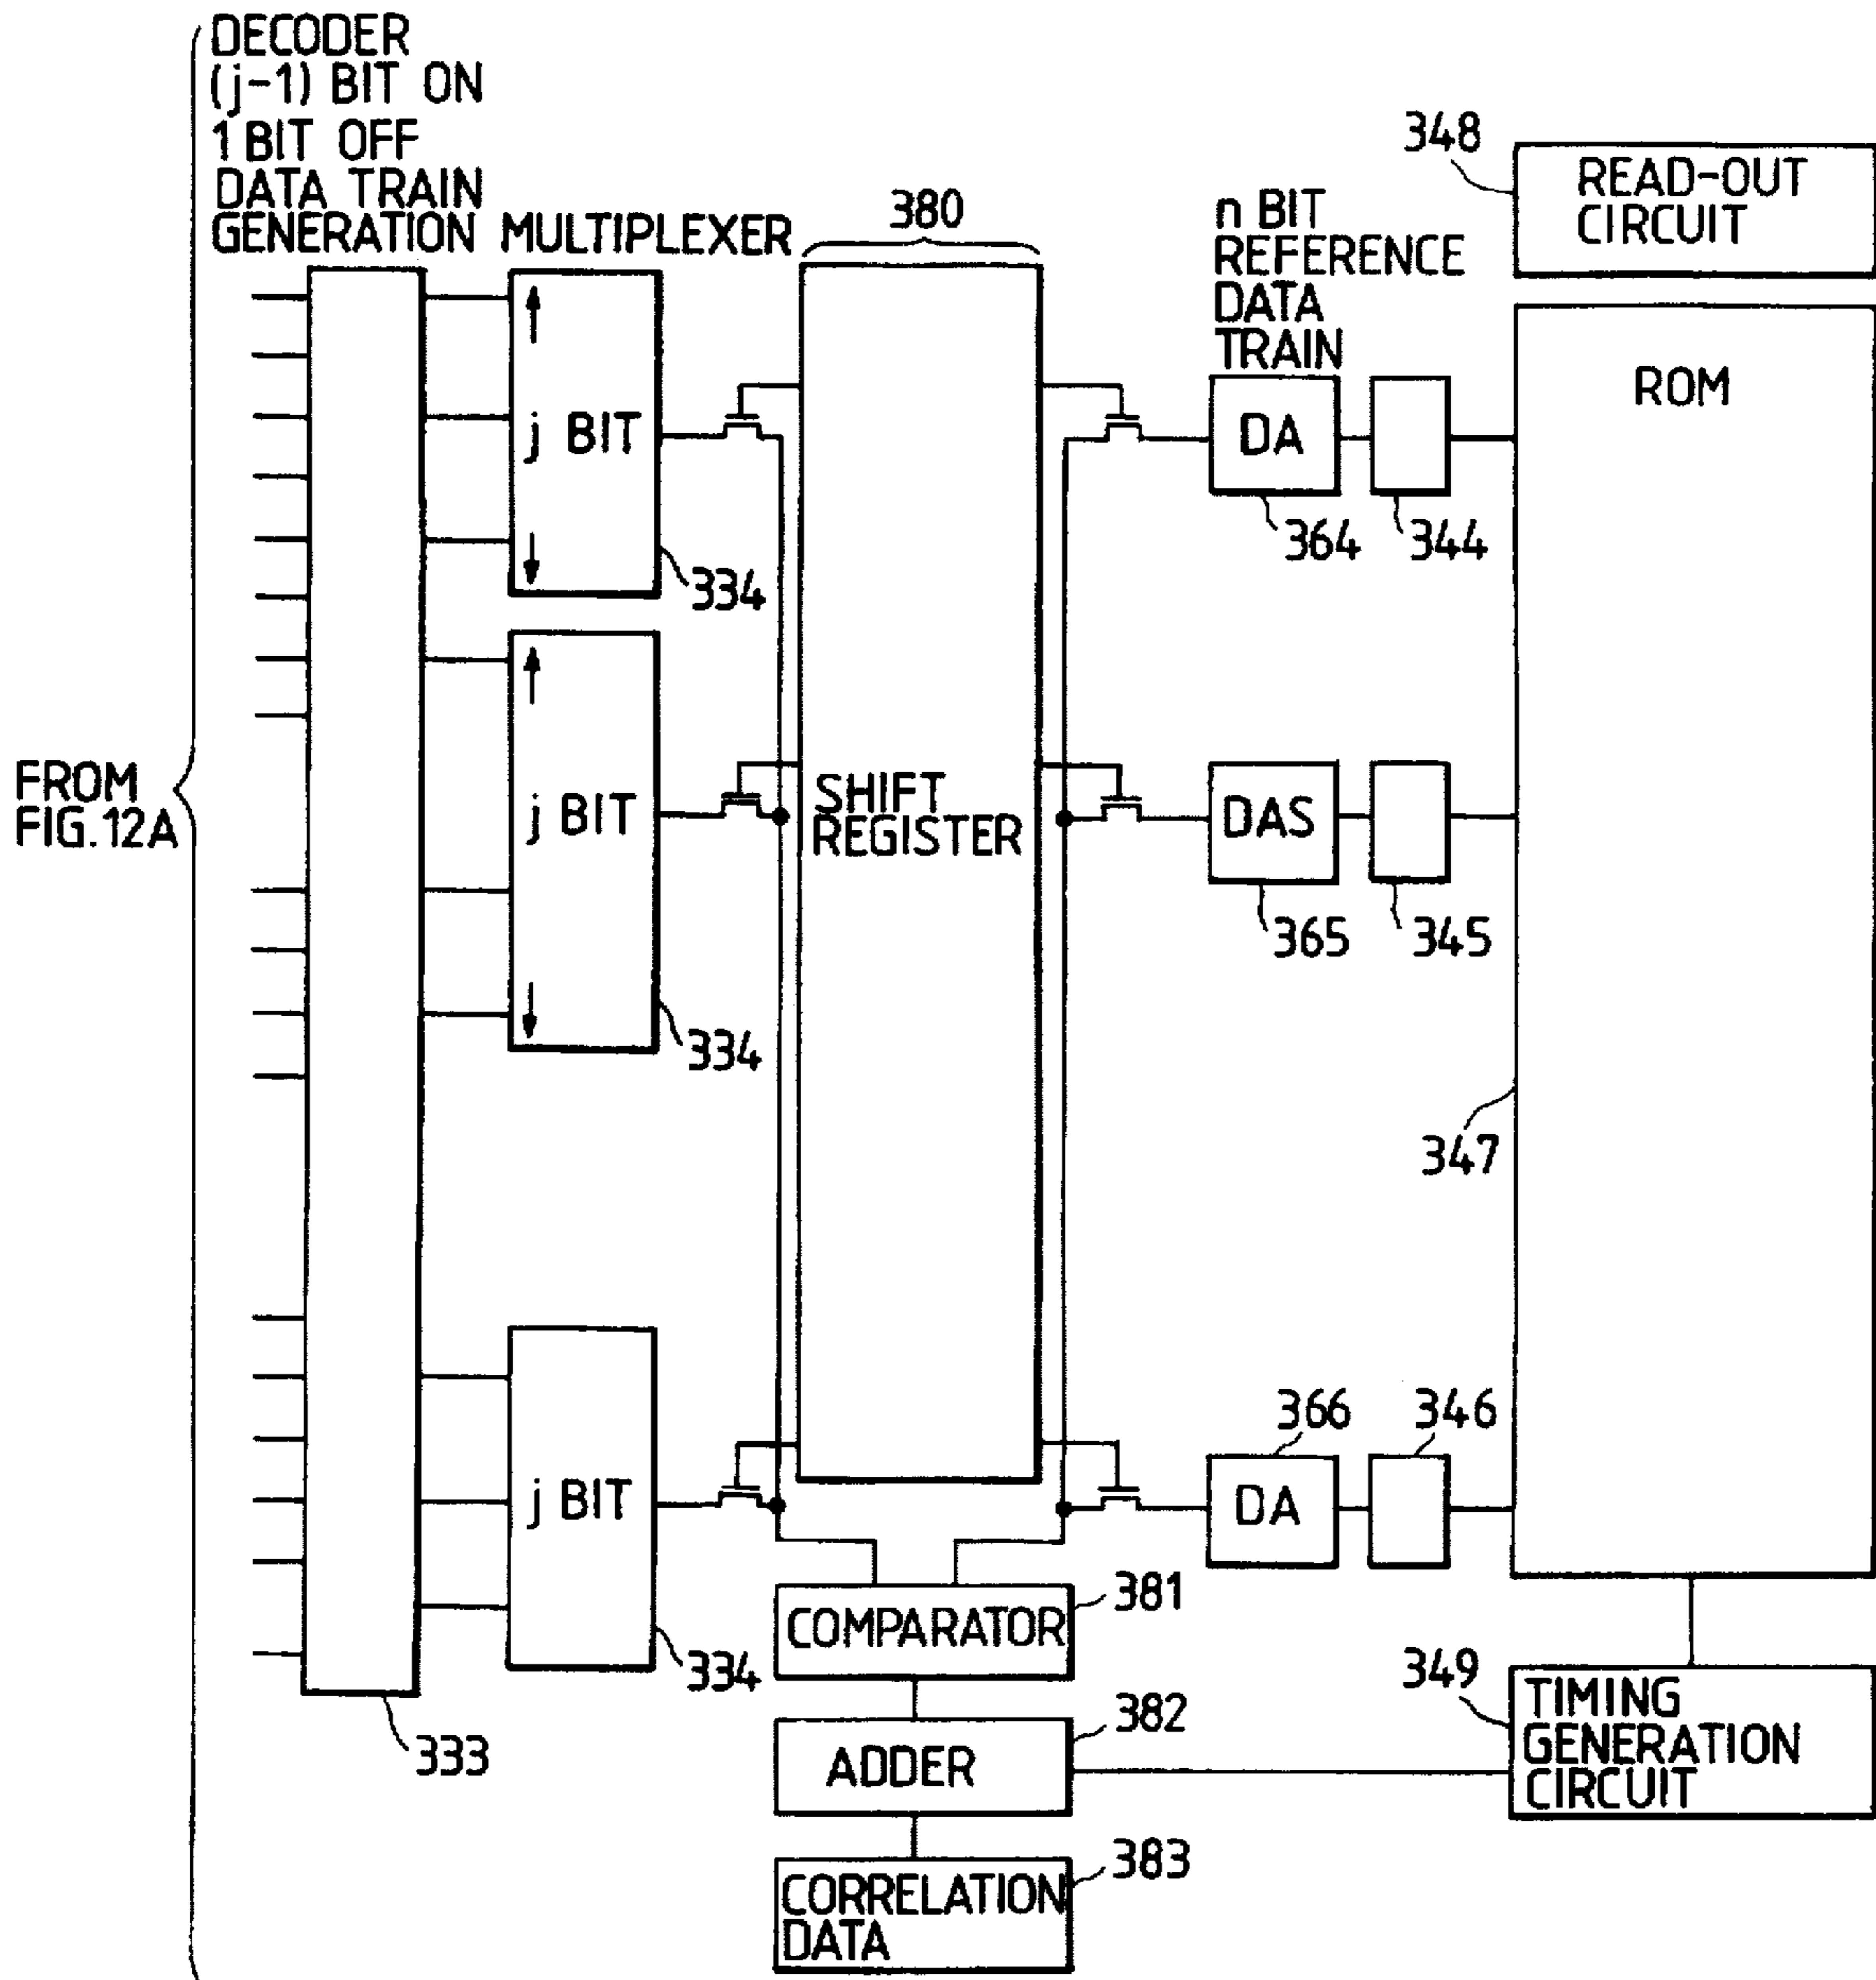 DECODER
(j-1) BIT ON
1 BIT OFF
DATA TRAIN
GENERATION MULTIPLEXER
380
n BIT
REFERENCE
DATA
TRAIN
348
READ-OUT
CIRCUIT
ROM
j BIT
DA
364
344
334
FROM
FIG.12A
j BIT
SHIFT
REGISTER
DAS
365
345
334
347
366
346
j BIT
DA
334
381
COMPARATOR
333
382
ADDER
349
TIMING
GENERATION
CIRCUIT
383
CORRELATION
DATA